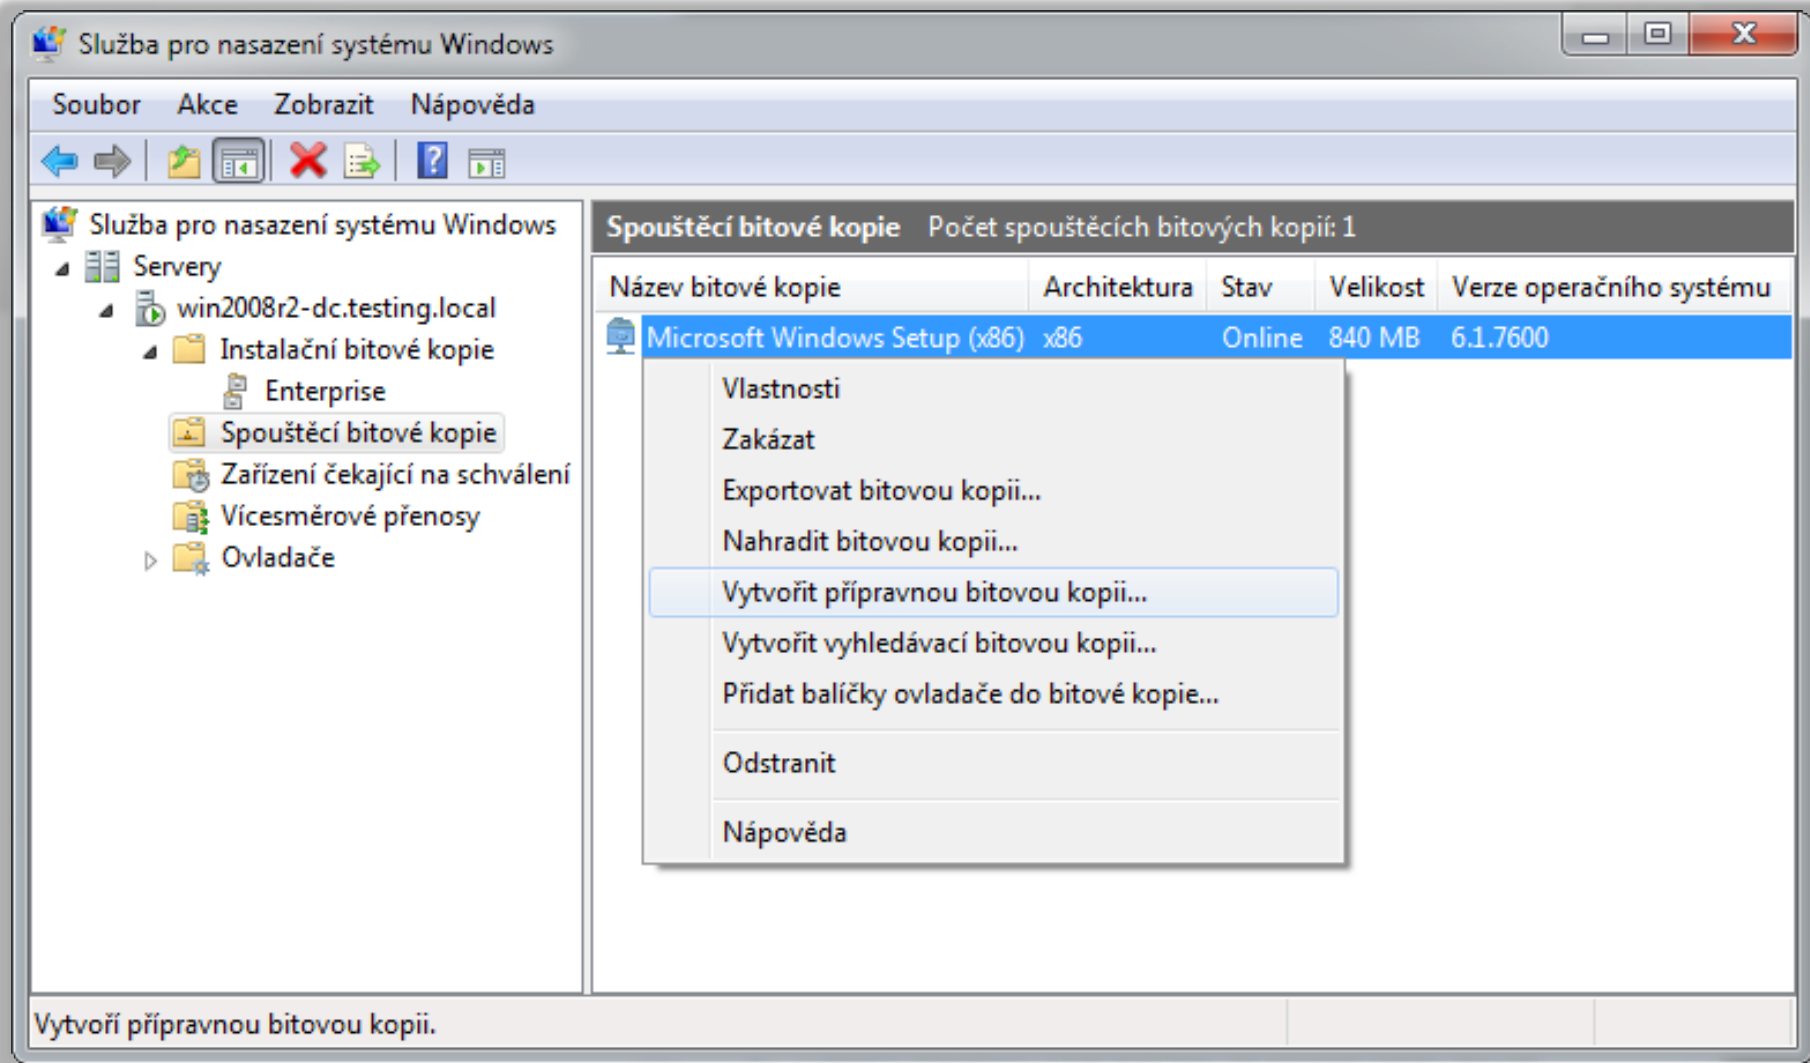 Služba pro nasazení systému Windows
Soubor Akce Zobrazit Nápověda
Služba pro nasazení systému Windows
Servery
win2008r2-dc.testing.local
Instalační bitové kopie
Enterprise
Spouštěcí bitové kopie
Zařízení čekající na schválení
Vícesměrové přenosy
Ovladače
Spouštěcí bitové kopie Počet spouštěcích bitových kopií: 1
Název bitové kopie Architektura Stav Velikost Verze operačního systému
Microsoft Windows Setup (x86) x86 Online 840 MB 6.1.7600
Vlastnosti
Zakázat
Exportovat bitovou kopii...
Nahradit bitovou kopii...
Vytvořit přípravnou bitovou kopii...
Vytvořit vyhledávací bitovou kopii...
Přidat balíčky ovladače do bitové kopie...
Odstranit
Nápověda
Vytvoří přípravnou bitovou kopii.